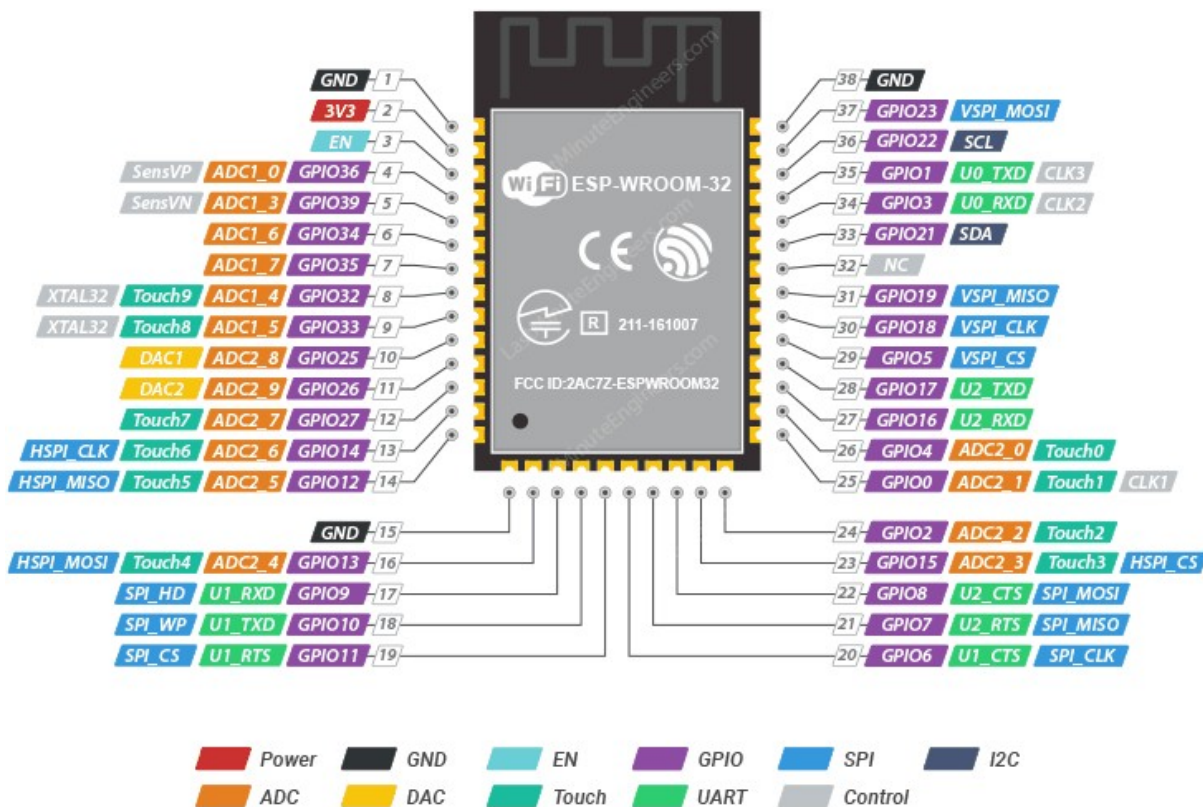 GND 1
3V3 2
EN 3
SensVP ADC1_0 GPIO36 4
SensVN ADC1_3 GPIO39 5
ADC1_6 GPIO34 6
ADC1_7 GPIO35 7
XTAL32 Touch9 ADC1_4 GPIO32 8
XTAL32 Touch8 ADC1_5 GPIO33 9
DAC1 ADC2_8 GPIO25 10
DAC2 ADC2_9 GPIO26 11
Touch7 ADC2_7 GPIO27 12
HSPI_CLK Touch6 ADC2_6 GPIO14 13
HSPI_MISO Touch5 ADC2_5 GPIO12 14
GND 15
HSPI_MOSI Touch4 ADC2_4 GPIO13 16
SPI_HD U1_RXD GPIO9 17
SPI_WP U1_TXD GPIO10 18
SPI_CS U1_RTS GPIO11 19
WiFi ESP-WROOM-32
CE
R 211-161007
FCC ID:2AC7Z-ESPWROOM32
38 GND
37 GPIO23 VSPI_MOSI
36 GPIO22 SCL
35 GPIO1 U0_TXD CLK3
34 GPIO3 U0_RXD CLK2
33 GPIO21 SDA
32 NC
31 GPIO19 VSPI_MISO
30 GPIO18 VSPI_CLK
29 GPIO5 VSPI_CS
28 GPIO17 U2_TXD
27 GPIO16 U2_RXD
26 GPIO4 ADC2_0 Touch0
25 GPIO0 ADC2_1 Touch1 CLK1
24 GPIO2 ADC2_2 Touch2
23 GPIO15 ADC2_3 Touch3 HSPI_CS
22 GPIO8 U2_CTS SPI_MOSI
21 GPIO7 U2_RTS SPI_MISO
20 GPIO6 U1_CTS SPI_CLK
Power GND EN GPIO SPI I2C
ADC DAC Touch UART Control